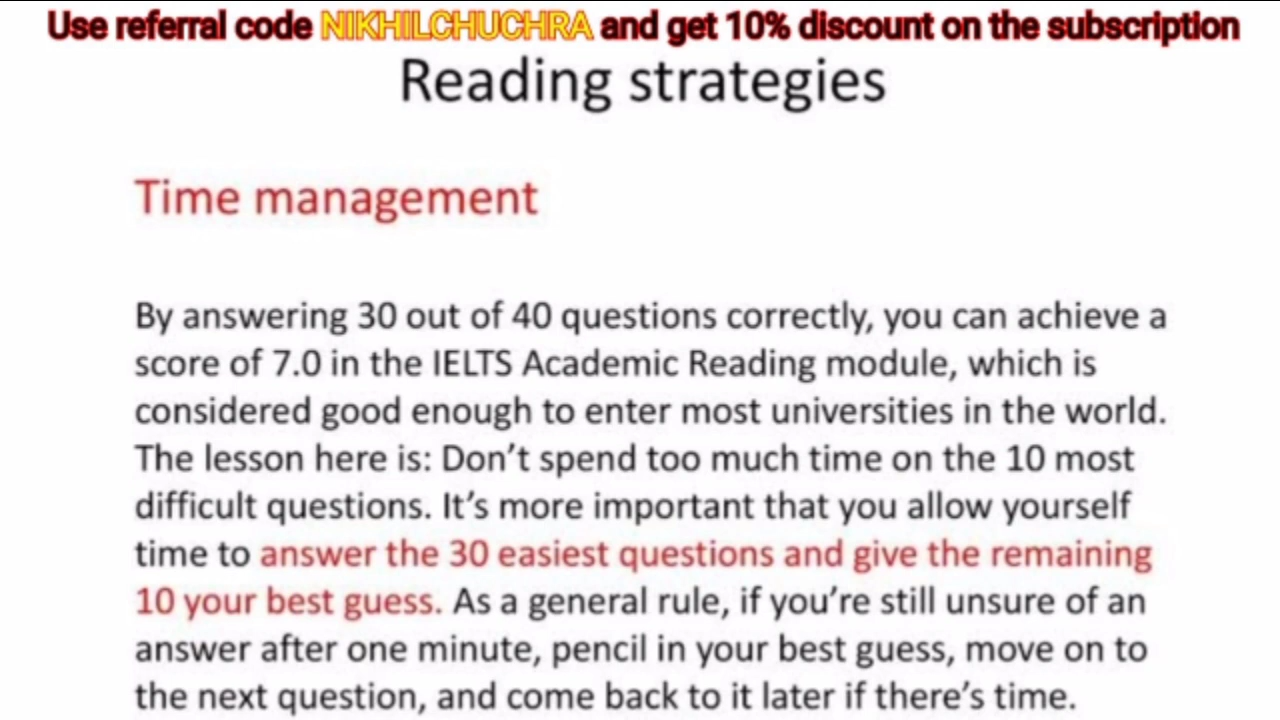 Use referral code NIKHILCHUCHRA and get 10% discount on the subscription
Reading strategies
Time management
By answering 30 out of 40 questions correctly, you can achieve a
score of 7.0 in the IELTS Academic Reading module, which is
considered good enough to enter most universities in the world.
The lesson here is: Don’t spend too much time on the 10 most
difficult questions. It’s more important that you allow yourself
time to answer the 30 easiest questions and give the remaining
10 your best guess. As a general rule, if you’re still unsure of an
answer after one minute, pencil in your best guess, move on to
the next question, and come back to it later if there’s time.